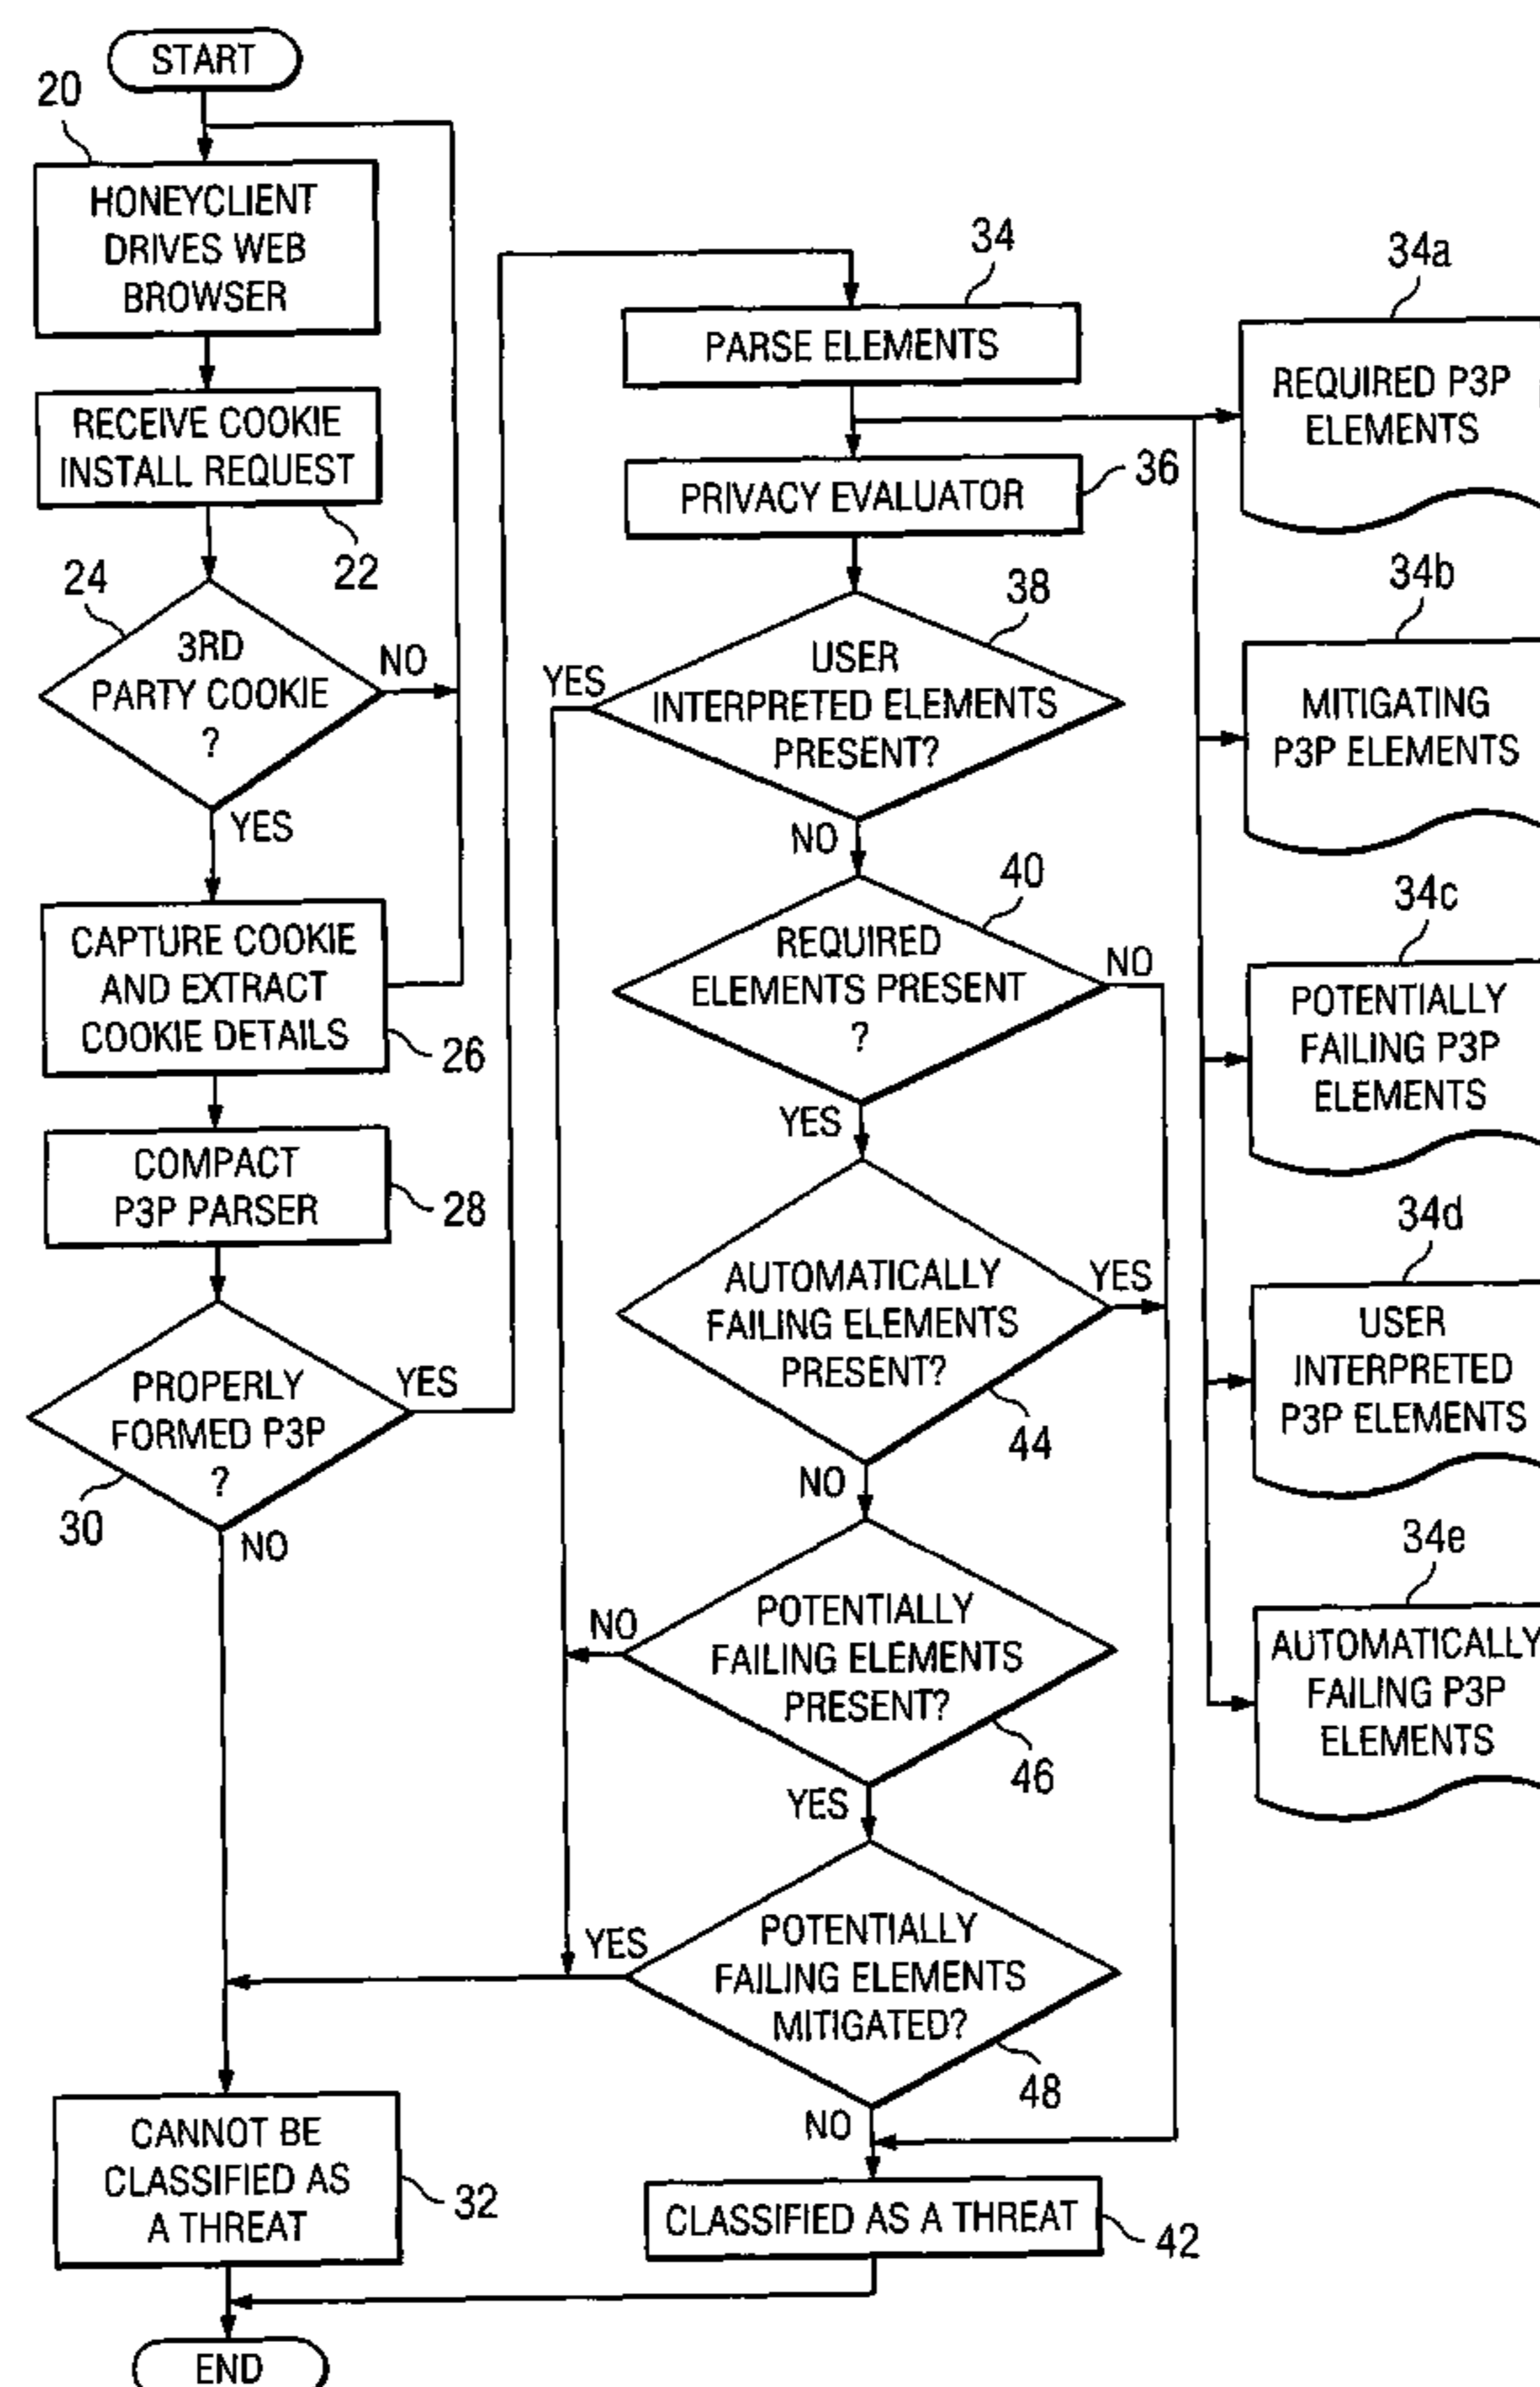 START
20
HONEYCLIENT
DRIVES WEB
BROWSER
RECEIVE COOKIE
INSTALL REQUEST
22
24
3RD
PARTY COOKIE
?
NO
YES
CAPTURE COOKIE
AND EXTRACT
COOKIE DETAILS
26
COMPACT
P3P PARSER
28
PROPERLY
FORMED P3P
?
YES
30
NO
CANNOT BE
CLASSIFIED AS
A THREAT
32
END
34
PARSE ELEMENTS
PRIVACY EVALUATOR
36
38
USER
INTERPRETED ELEMENTS
PRESENT?
YES
NO
40
REQUIRED
ELEMENTS PRESENT
?
NO
YES
AUTOMATICALLY
FAILING ELEMENTS
PRESENT?
YES
44
NO
POTENTIALLY
FAILING ELEMENTS
PRESENT?
NO
46
YES
POTENTIALLY
FAILING ELEMENTS
MITIGATED?
YES
48
NO
CLASSIFIED AS A THREAT
42
34a
REQUIRED P3P
ELEMENTS
34b
MITIGATING
P3P ELEMENTS
34c
POTENTIALLY
FAILING P3P
ELEMENTS
34d
USER
INTERPRETED
P3P ELEMENTS
34e
AUTOMATICALLY
FAILING P3P
ELEMENTS